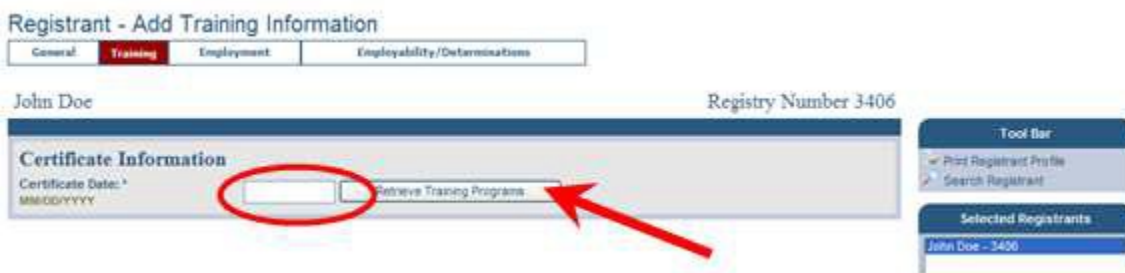 Registrant - Add Training Information
General Training Employment Employability/Determinations
John Doe Registry Number 3406
Certificate Information
Certificate Date: *
MM/DD/YYYY
Retrieve Training Programs
Tool Bar
Print Registrant Profile
Search Registrant
Selected Registrants
John Doe - 3406